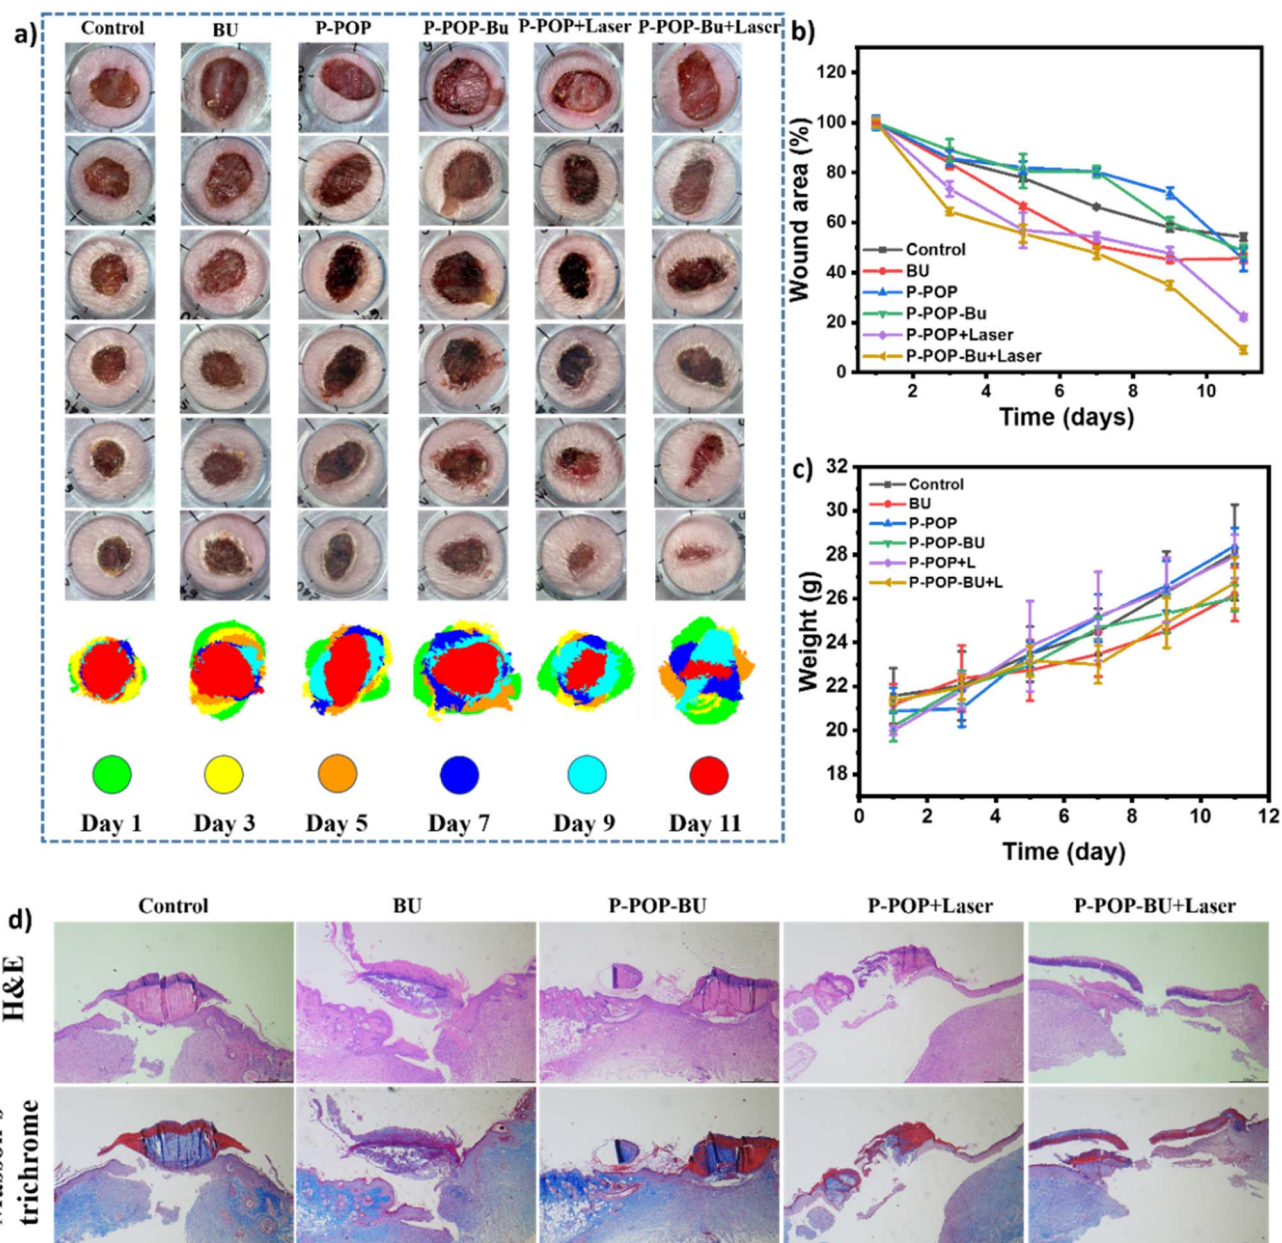 a)
Control BU P-POP P-POP-Bu P-POP+Laser P-POP-Bu+Laser
Day 1 Day 3 Day 5 Day 7 Day 9 Day 11
b)
Wound area (%)
120
100
80
60
40
20
0
Control
BU
P-POP
P-POP-Bu
P-POP+Laser
P-POP-Bu+Laser
2 4 6 8 10
Time (days)
c)
Weight (g)
32
30
28
26
24
22
20
18
Control
BU
P-POP
P-POP-BU
P-POP+L
P-POP-BU+L
0 2 4 6 8 10 12
Time (day)
d)
Control BU P-POP-BU P-POP+Laser P-POP-BU+Laser
H&E
trichrome